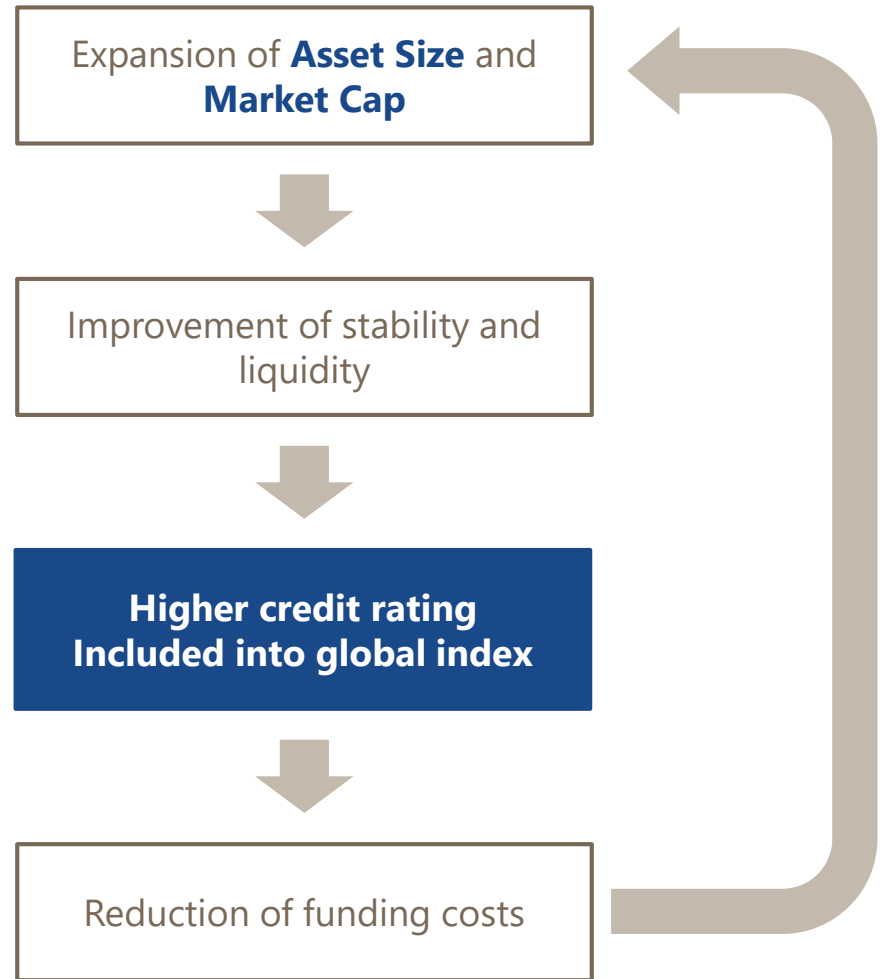 Expansion of Asset Size and
Market Cap
Improvement of stability and
liquidity
Higher credit rating
Included into global index
Reduction of funding costs